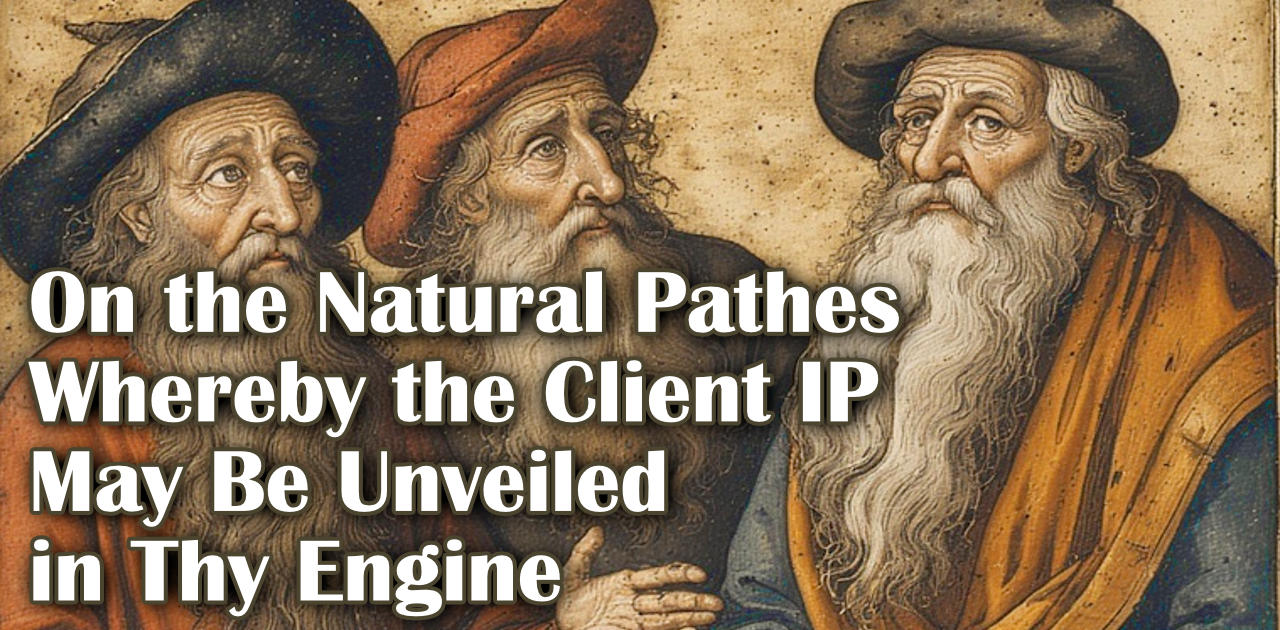 On the Natural Pathes
Whereby the Client IP
May Be Unveiled
in Thy Engine